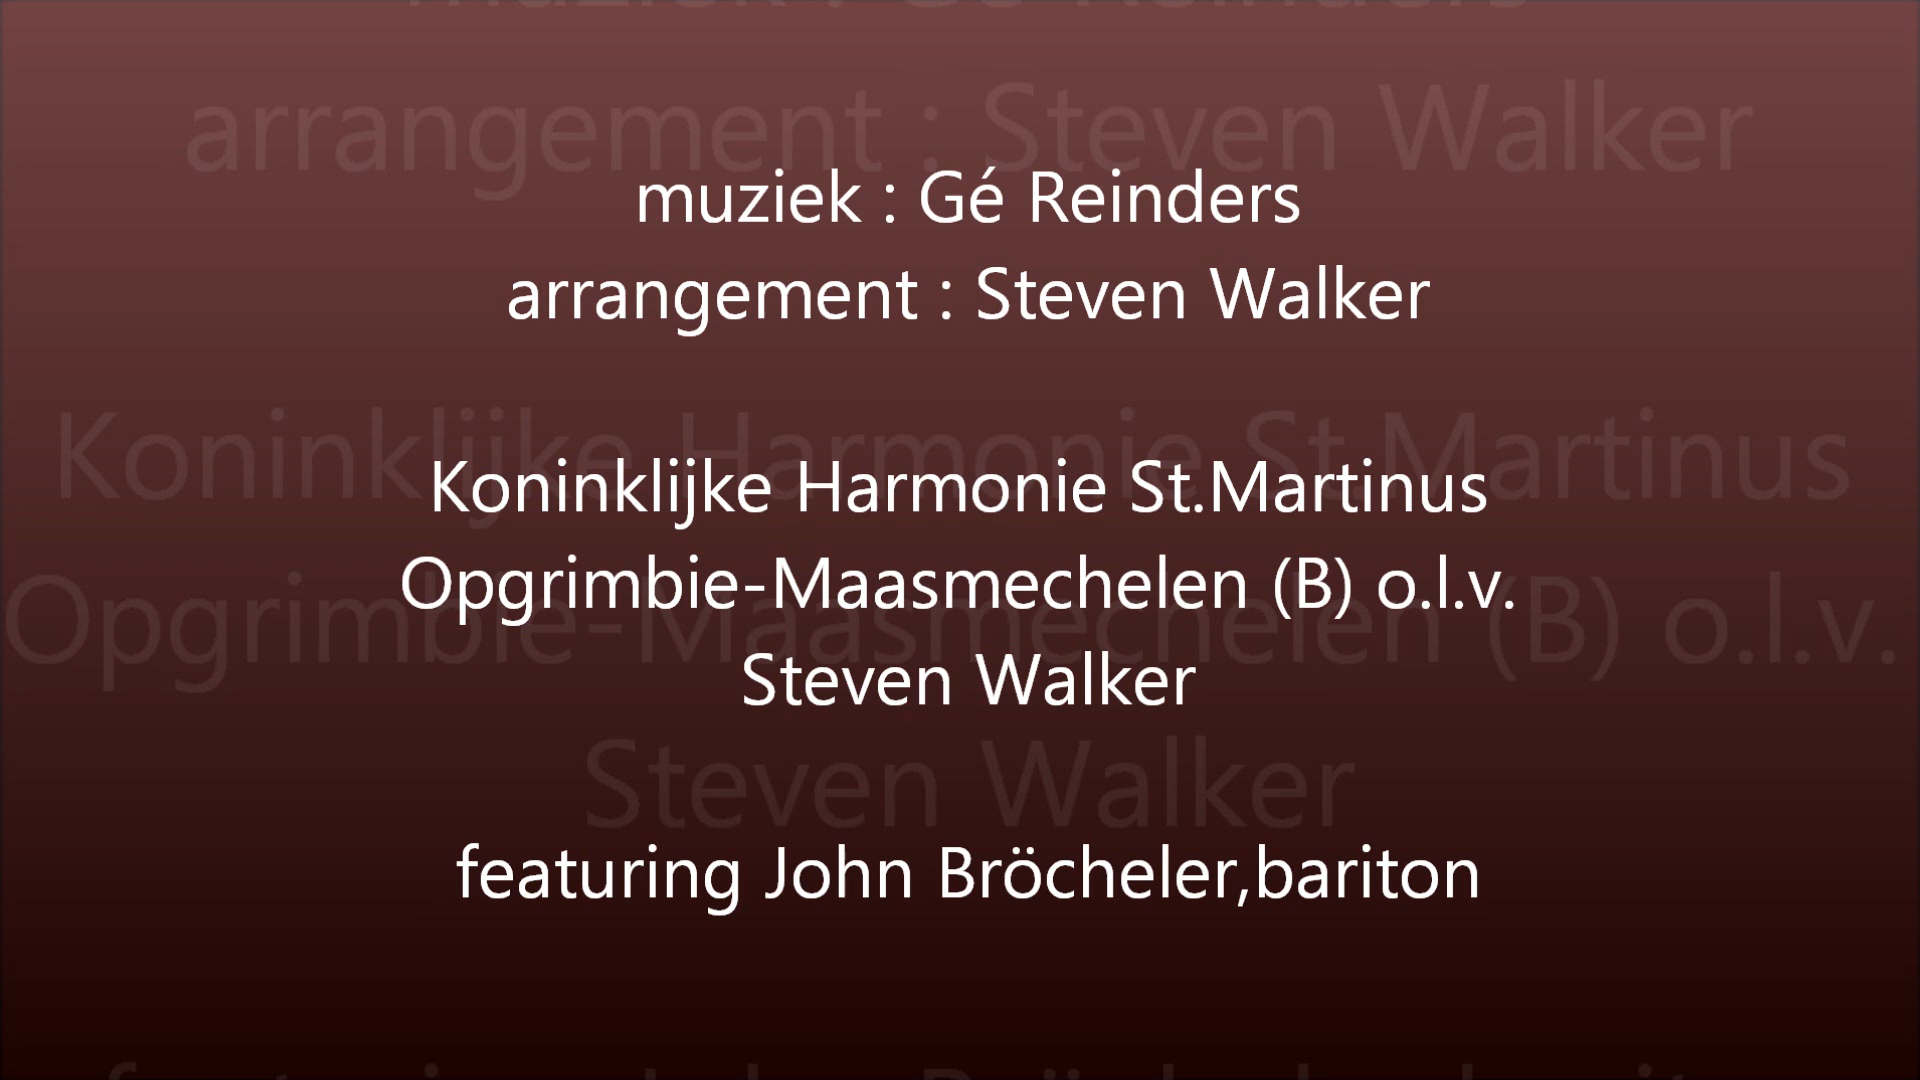 muziek : Gé Reinders
arrangement : Steven Walker
Koninklijke Harmonie St.Martinus
Opgrimbie-Maasmechelen (B) o.l.v.
Steven Walker
featuring John Bröcheler,bariton